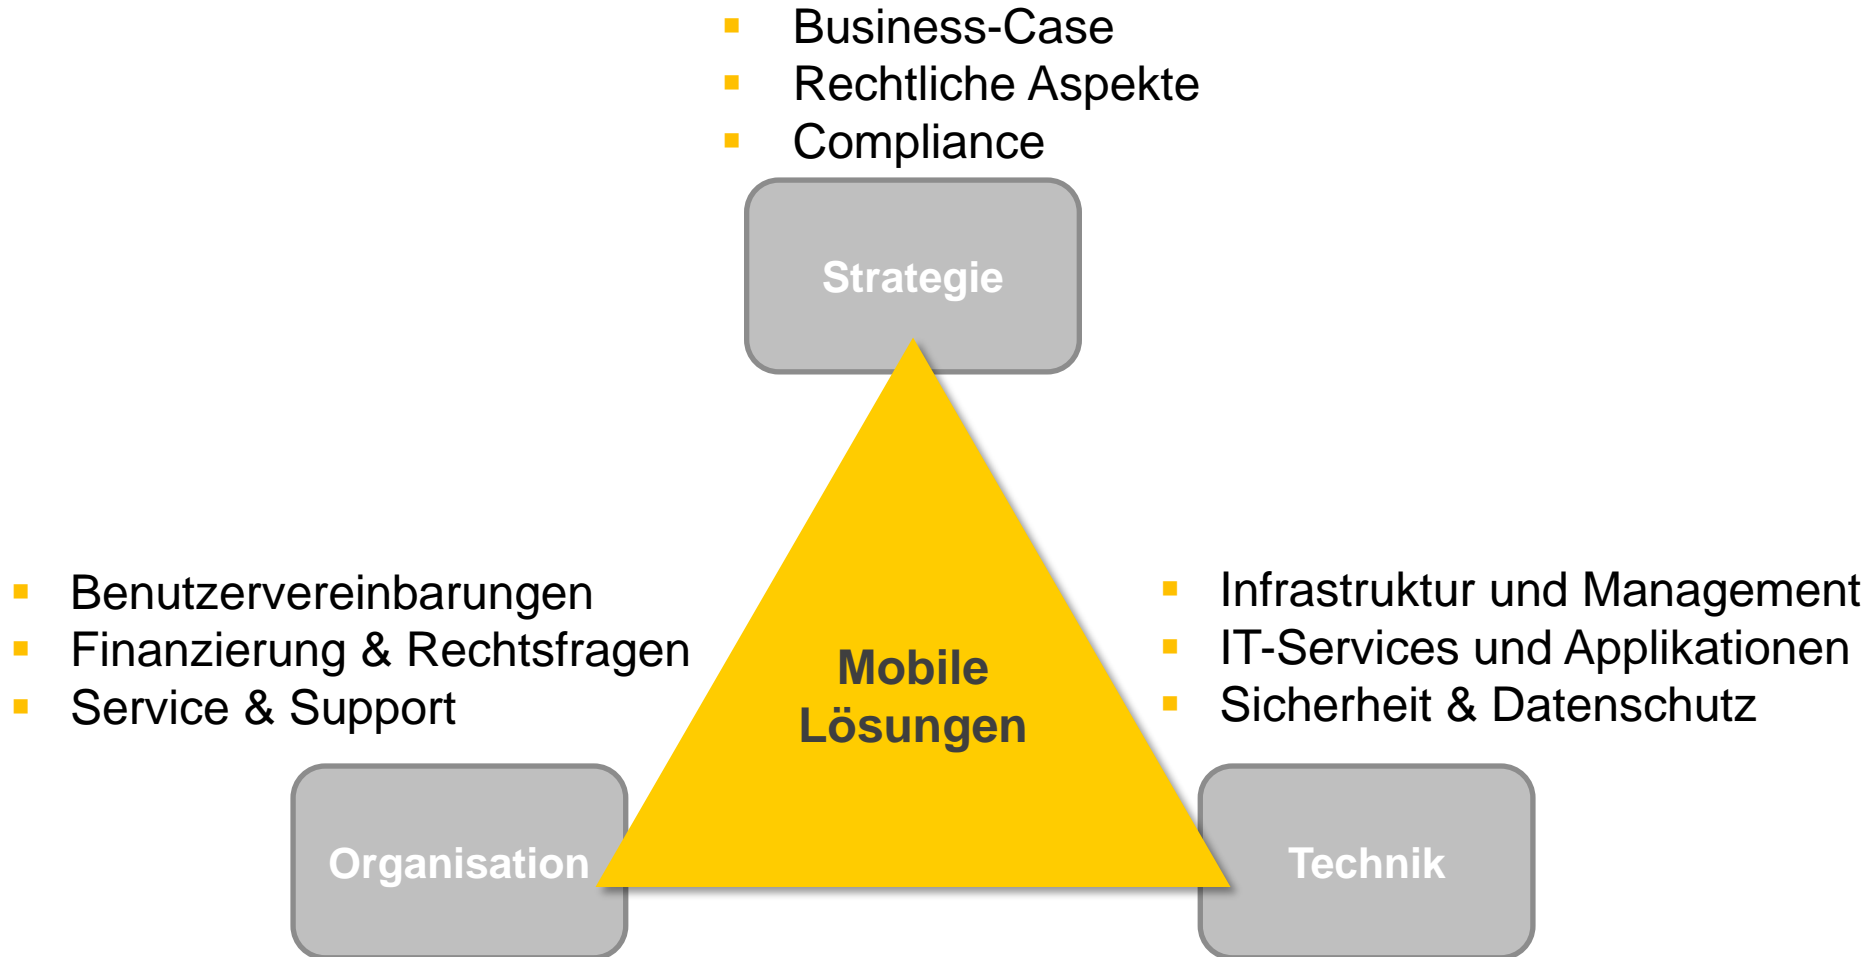 Business-Case
Rechtliche Aspekte
Compliance
Strategie
Benutzervereinbarungen
Finanzierung & Rechtsfragen
Service & Support
Infrastruktur und Management
IT-Services und Applikationen
Sicherheit & Datenschutz
Mobile
Lösungen
Organisation
Technik